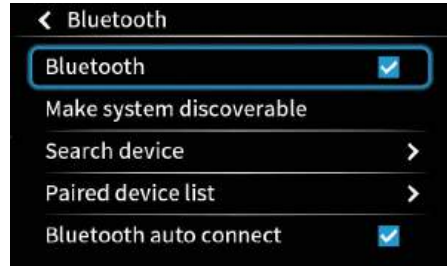 Bluetooth
Bluetooth
Make system discoverable
Search device
Paired device list
Bluetooth auto connect